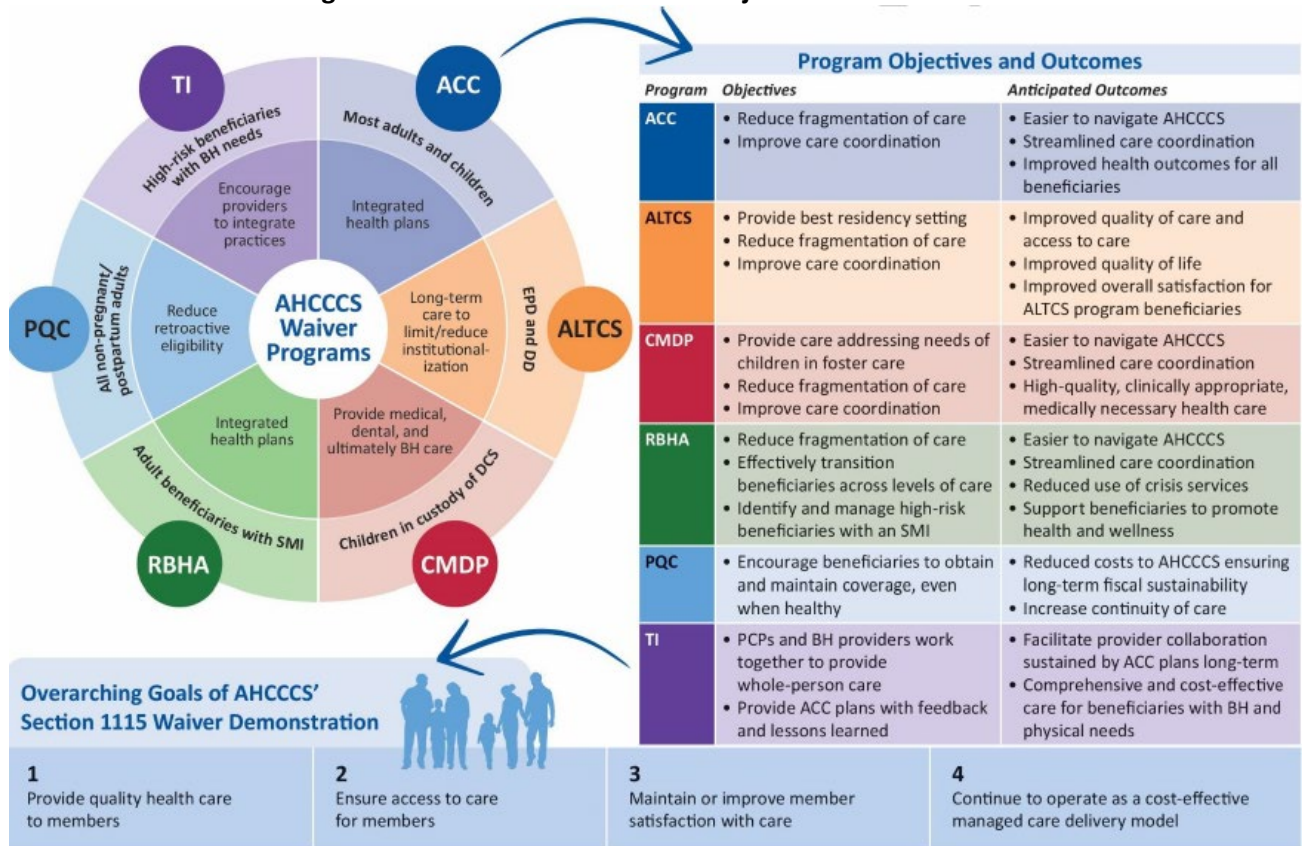 TI
High-risk beneficiaries
with BH needs
Encourage
providers
to integrate
practices
ACC
Most adults and children
Integrated
health plans
PQC
All non-pregnant/
postpartum adults
Reduce
retroactive
eligibility
AHCCCS
Waiver
Programs
Long-term
care to
limit/reduce
institutional-
ization
EPD and DD
ALTCS
Integrated
health plans
Adult beneficiaries with SMI
RBHA
Provide medical,
dental, and
ultimately BH care
Children in custody of DCS
CMDP
Program Objectives and Outcomes
Program Objectives Anticipated Outcomes
ACC
• Reduce fragmentation of care
• Improve care coordination
• Easier to navigate AHCCCS
• Streamlined care coordination
• Improved health outcomes for all
beneficiaries
ALTCS
• Provide best residency setting
• Reduce fragmentation of care
• Improve care coordination
• Improved quality of care and
access to care
• Improved quality of life
• Improved overall satisfaction for
ALTCS program beneficiaries
CMDP
• Provide care addressing needs of
children in foster care
• Reduce fragmentation of care
• Improve care coordination
• Easier to navigate AHCCCS
• Streamlined care coordination
• High-quality, clinically appropriate,
medically necessary health care
RBHA
• Reduce fragmentation of care
• Effectively transition
beneficiaries across levels of care
• Identify and manage high-risk
beneficiaries with an SMI
• Easier to navigate AHCCCS
• Streamlined care coordination
• Reduced use of crisis services
• Support beneficiaries to promote
health and wellness
PQC
• Encourage beneficiaries to obtain
and maintain coverage, even
when healthy
• Reduced costs to AHCCCS ensuring
long-term fiscal sustainability
• Increase continuity of care
TI
• PCPs and BH providers work
together to provide
whole-person care
• Provide ACC plans with feedback
and lessons learned
• Facilitate provider collaboration
sustained by ACC plans long-term
• Comprehensive and cost-effective
care for beneficiaries with BH and
physical needs
Overarching Goals of AHCCCS'
Section 1115 Waiver Demonstration
1
Provide quality health care
to members
2
Ensure access to care
for members
3
Maintain or improve member
satisfaction with care
4
Continue to operate as a cost-effective
managed care delivery model